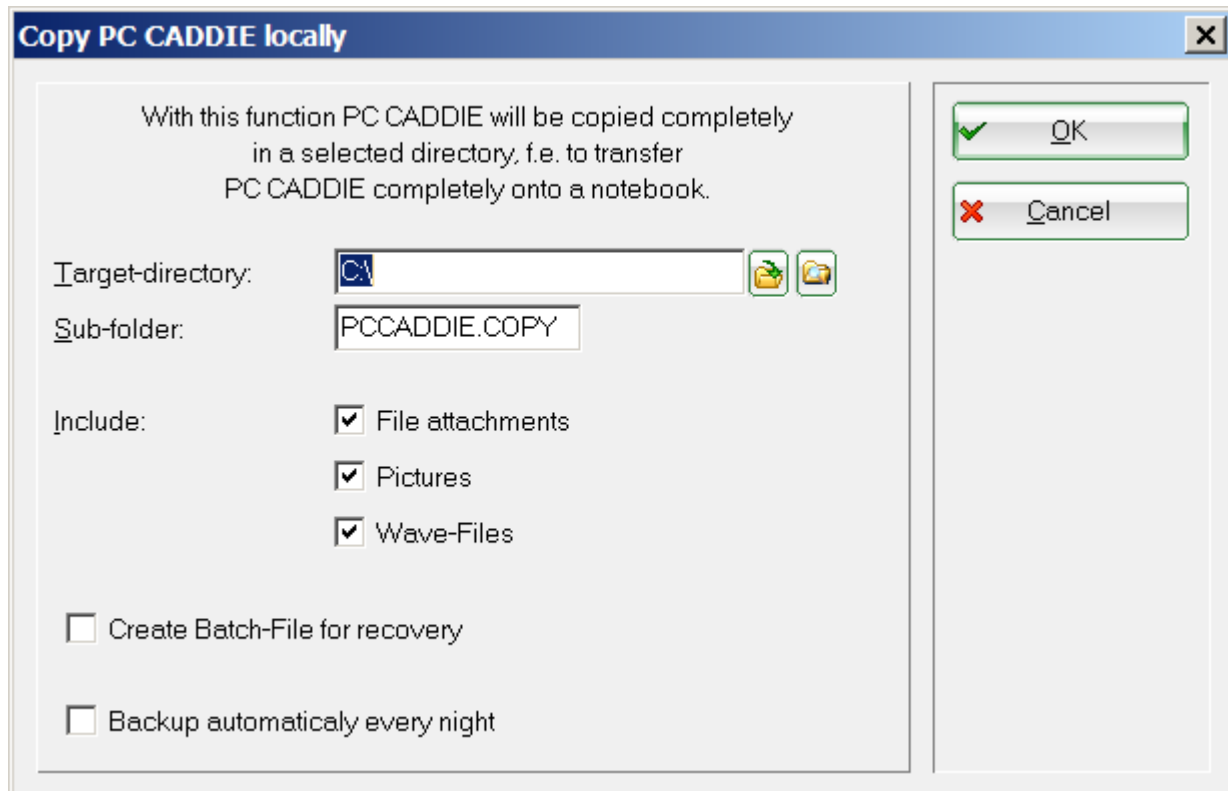 Copy PC CADDIE locally
With this function PC CADDIE will be copied completely
in a selected directory, f.e. to transfer
PC CADDIE completely onto a notebook.
OK
Cancel
Target-directory: C:\
Sub-folder: PCCADDIE.COPY
Include: File attachments
Pictures
Wave-Files
Create Batch-File for recovery
Backup automaticaly every night